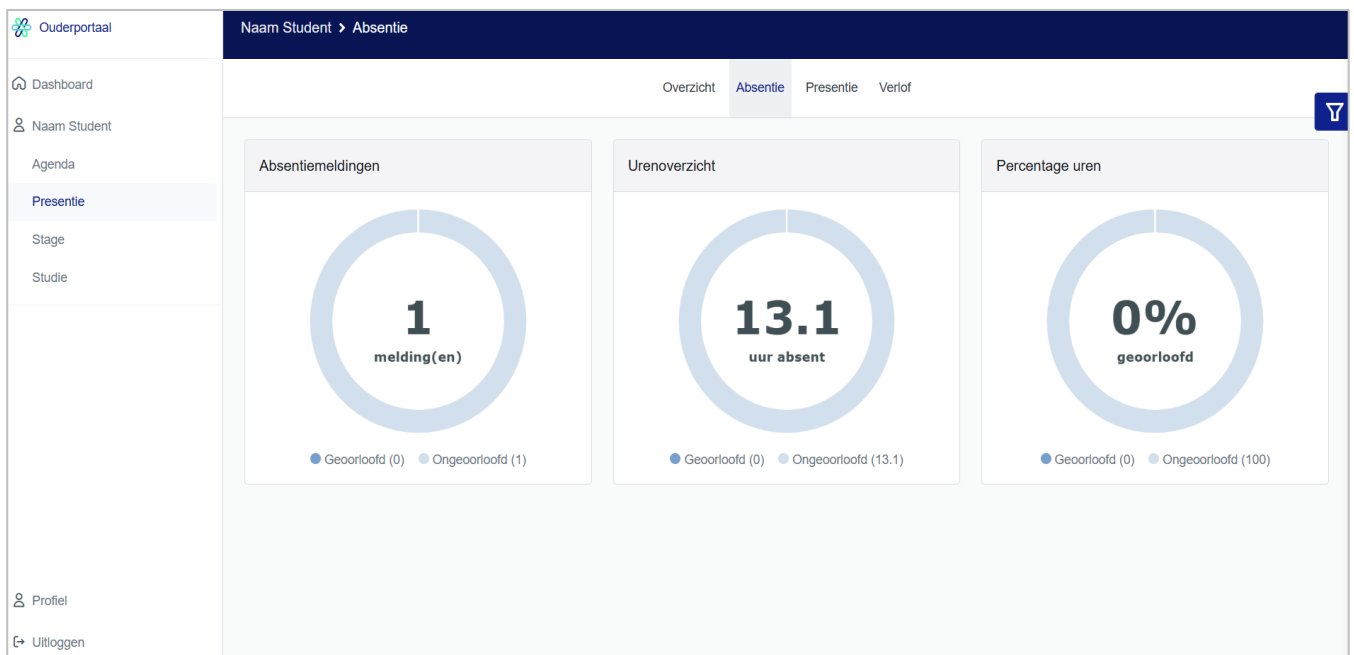 Ouderportaal
Naam Student > Absentie
Dashboard
Naam Student
Agenda
Presentie
Stage
Studie
Profiel
Uitloggen
Overzicht Absentie Presentie Verlof
Absentiemeldingen
1
melding(en)
Geoorloofd (0) Ongeoorloofd (1)
Urenoverzicht
13.1
uur absent
Geoorloofd (0) Ongeoorloofd (13.1)
Percentage uren
0%
geoorloofd
Geoorloofd (0) Ongeoorloofd (100)